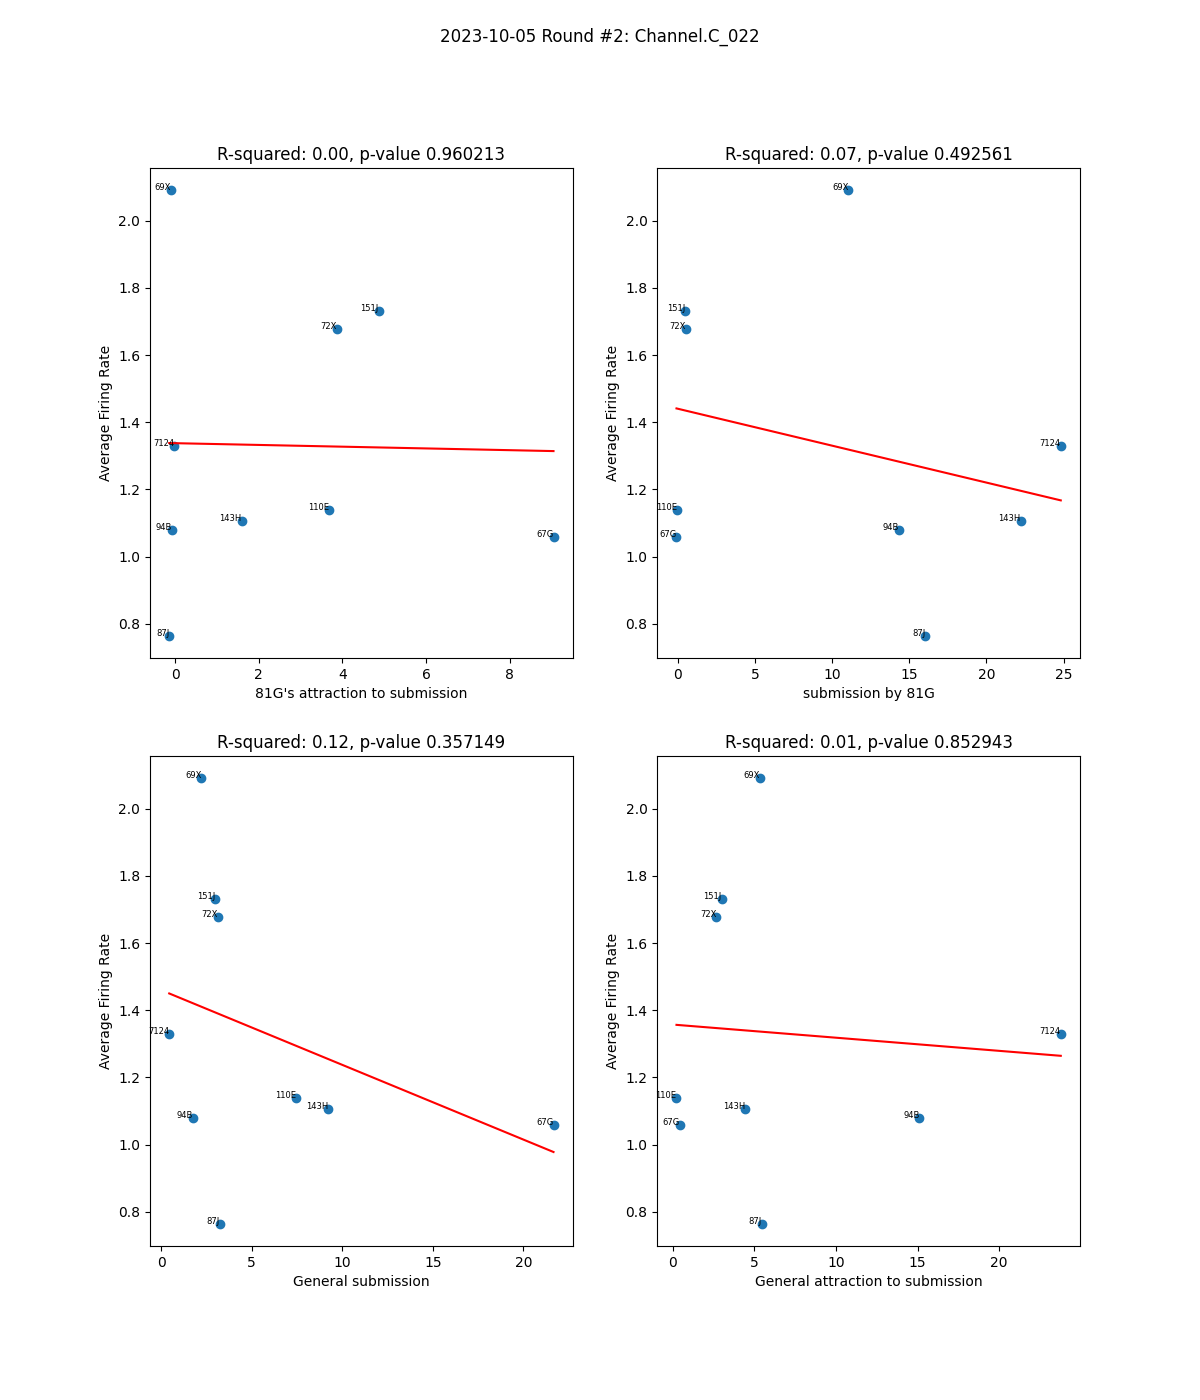 2023-10-05 Round #2: Channel.C_022
R-squared: 0.00, p-value 0.960213
Average Firing Rate
2.0
1.8
1.6
1.4
1.2
1.0
0.8
69X
151J
72X
7124
110E
143H
94B
67G
87J
0 2 4 6 8
81G's attraction to submission
R-squared: 0.07, p-value 0.492561
Average Firing Rate
2.0
1.8
1.6
1.4
1.2
1.0
0.8
69X
151J
72X
7124
110E
143H
94B
67G
87J
0 5 10 15 20 25
submission by 81G
R-squared: 0.12, p-value 0.357149
Average Firing Rate
2.0
1.8
1.6
1.4
1.2
1.0
0.8
69X
151J
72X
7124
110E
143H
94B
67G
87J
0 5 10 15 20
General submission
R-squared: 0.01, p-value 0.852943
Average Firing Rate
2.0
1.8
1.6
1.4
1.2
1.0
0.8
69X
151J
72X
7124
110E
143H
94B
67G
87J
0 5 10 15 20
General attraction to submission